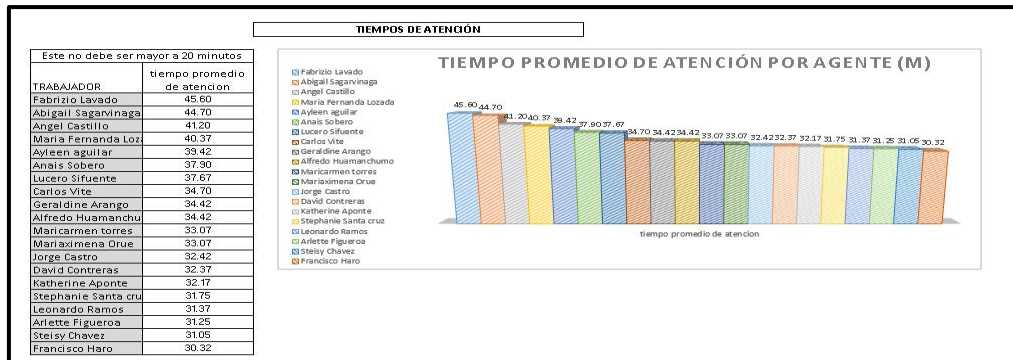 TIEMPOS DE ATENCIÓN
Este no debe ser mayor a 20 minutos
TRABAJADOR tiempo promedio de atencion
Fabrizio Lavado 45.60
Abigail Sagarvinaga 44.70
Angel Castillo 41.20
Maria Fernanda Loz 40.37
Ayleen aguilar 39.42
Anais Sobero 37.90
Lucero Sifuente 37.67
Carlos Vite 34.70
Geraldine Arango 34.42
Alfredo Huamanchu 34.42
Maricarmen torres 33.07
Mariaximena Orue 33.07
Jorge Castro 32.42
David Contreras 32.37
Katherine Aponte 32.17
Stephanie Santa cru 31.75
Leonardo Ramos 31.37
Arlette Figueroa 31.25
Steisy Chavez 31.05
Francisco Haro 30.32
TIEMPO PROMEDIO DE ATENCIÓN POR AGENTE (M)
Fabrizio Lavado
Abigail Sagarvinaga
Angel Castillo
Maria Fernanda Lozada
Ayleen aguilar
Anais Sobero
Lucero Sifuente
Carlos Vite
Geraldine Arango
Alfredo Huamanchumo
Maricarmen torres
Mariaximena Orue
Jorge Castro
David Contreras
Katherine Aponte
Stephanie Santa cruz
Leonardo Ramos
Arlette Figueroa
Steisy Chavez
Francisco Haro
45.60 44.70 41.20 40.37 39.42 37.90 37.67 34.70 34.42 34.42 33.07 33.07 32.42 32.37 32.17 31.75 31.37 31.25 31.05 30.32
tiempo promedio de atencion